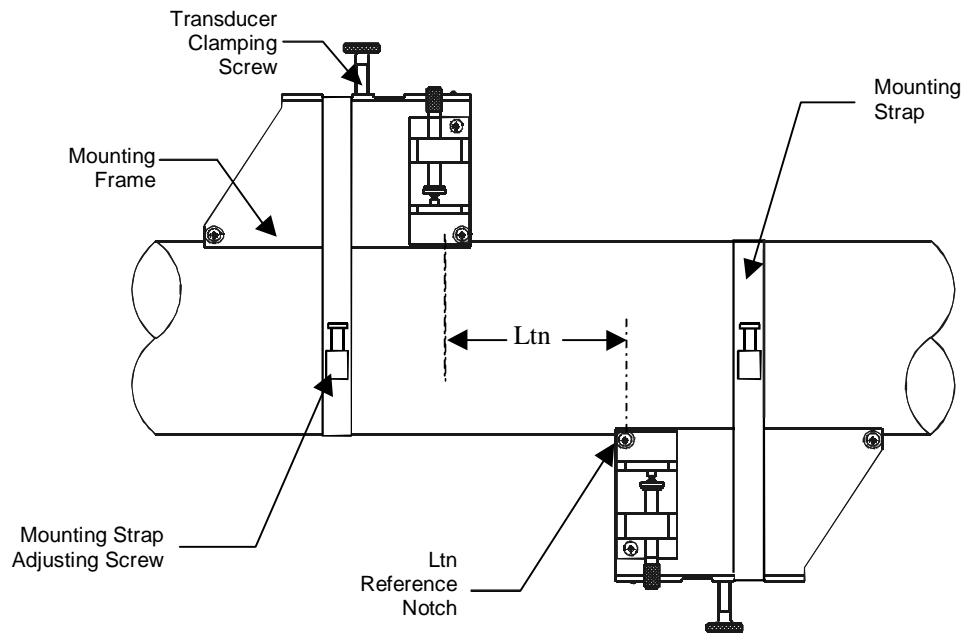 Transducer
Clamping
Screw
Mounting
Strap
Mounting
Frame
Ltn
Mounting Strap
Adjusting Screw
Ltn
Reference
Notch